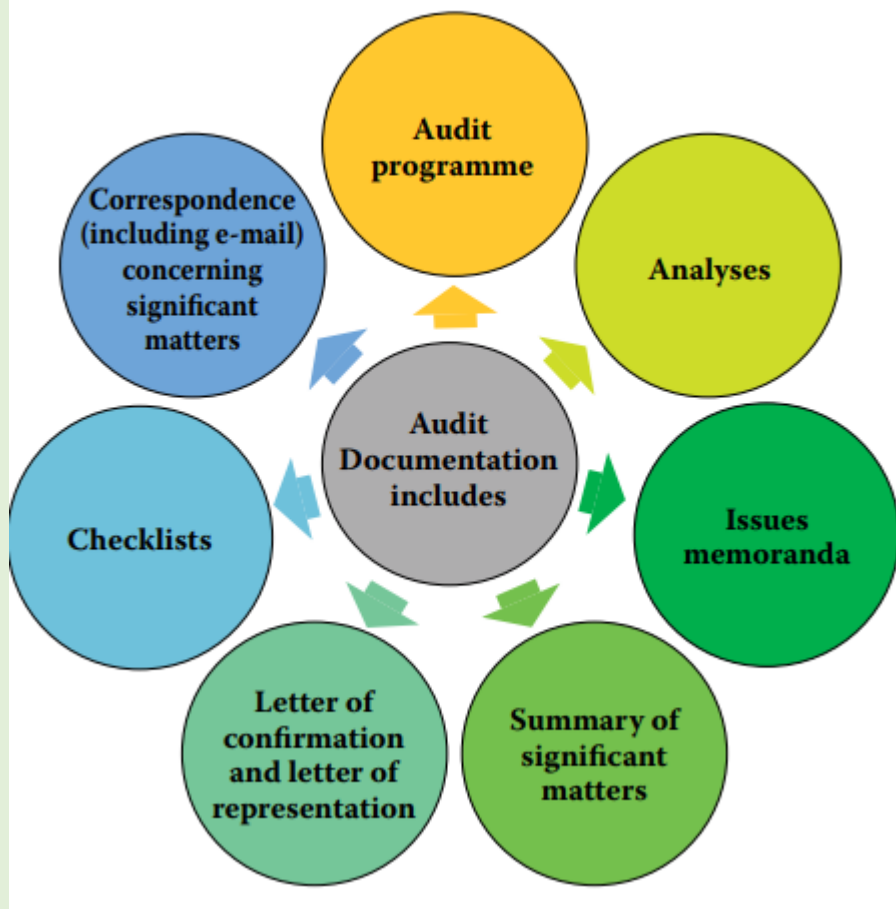 Audit
programme
Correspondence
(including e-mail)
concerning
significant
matters
Analyses
Audit
Documentation
includes
Checklists
Issues
memoranda
Letter of
confirmation
and letter of
representation
Summary of
significant
matters